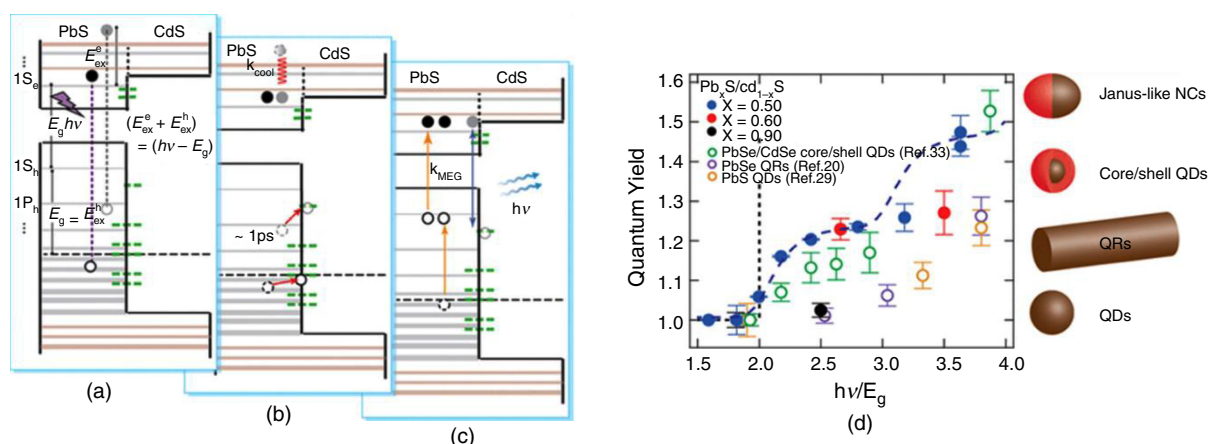 PbS CdS
E^e_ex
1S_e
E_g hν
(E^e_ex + E^h_ex)
= (hν – E_g)
1S_h
1P_h
E_g = E^h_ex
(a)
PbS CdS
k_cool
~ 1ps
(b)
PbS CdS
k_MEG
hν
(c)
Quantum Yield
1.6
1.5
1.4
1.3
1.2
1.1
1.0
Pb_xS/cd_1–xS
X = 0.50
X = 0.60
X = 0.90
PbSe/CdSe core/shell QDs (Ref.33)
PbSe QRs (Ref.20)
PbS QDs (Ref.29)
1.5 2.0 2.5 3.0 3.5 4.0
hν/E_g
(d)
Janus-like NCs
Core/shell QDs
QRs
QDs